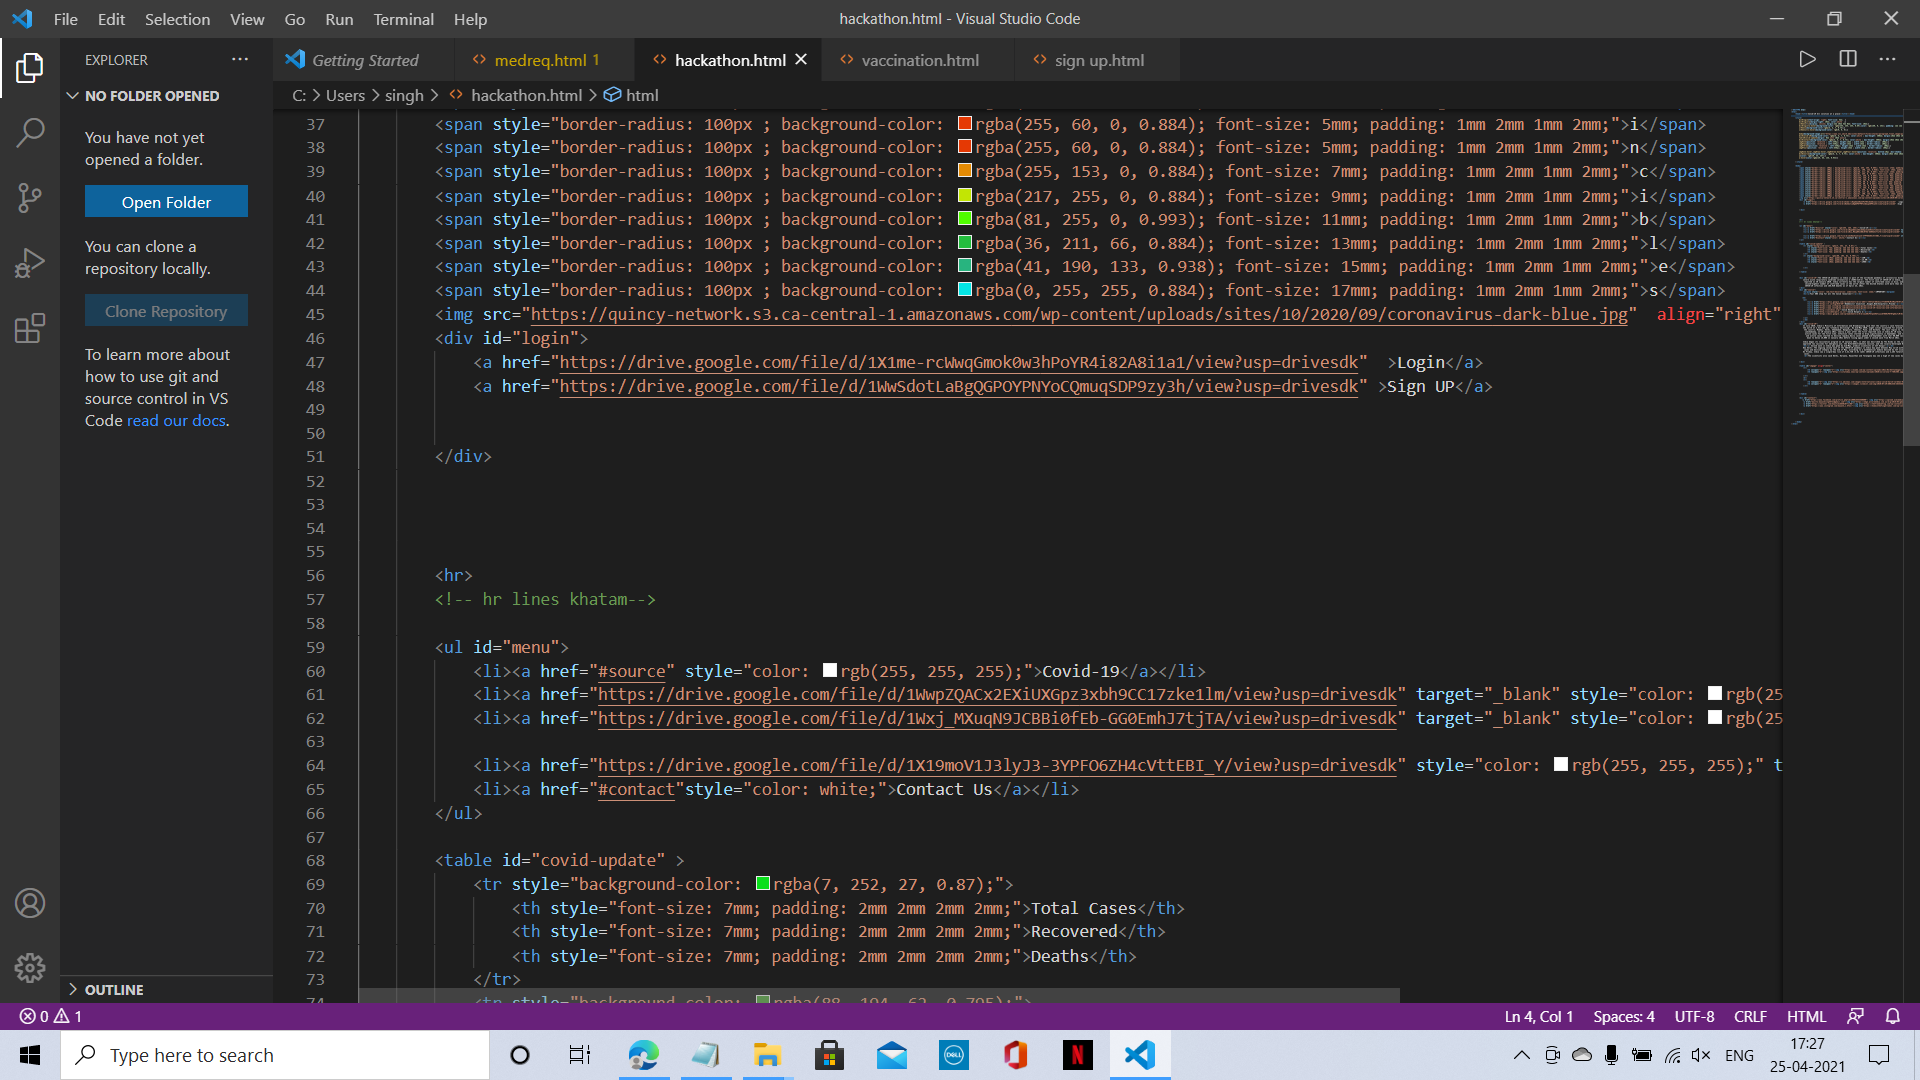 File Edit Selection View Go Run Terminal Help
hackathon.html - Visual Studio Code
EXPLORER
Getting Started
medreq.html 1
hackathon.html
vaccination.html
sign up.html
NO FOLDER OPENED
C: > Users > singh > hackathon.html > html
You have not yet
opened a folder.
Open Folder
You can clone a
repository locally.
Clone Repository
To learn more about
how to use git and
source control in VS
Code read our docs.
OUTLINE
37 <span style="border-radius: 100px ; background-color: rgba(255, 60, 0, 0.884); font-size: 5mm; padding: 1mm 2mm 1mm 2mm;">i</span>
38 <span style="border-radius: 100px ; background-color: rgba(255, 60, 0, 0.884); font-size: 5mm; padding: 1mm 2mm 1mm 2mm;">n</span>
39 <span style="border-radius: 100px ; background-color: rgba(255, 153, 0, 0.884); font-size: 7mm; padding: 1mm 2mm 1mm 2mm;">c</span>
40 <span style="border-radius: 100px ; background-color: rgba(217, 255, 0, 0.884); font-size: 9mm; padding: 1mm 2mm 1mm 2mm;">i</span>
41 <span style="border-radius: 100px ; background-color: rgba(81, 255, 0, 0.993); font-size: 11mm; padding: 1mm 2mm 1mm 2mm;">b</span>
42 <span style="border-radius: 100px ; background-color: rgba(36, 211, 66, 0.884); font-size: 13mm; padding: 1mm 2mm 1mm 2mm;">l</span>
43 <span style="border-radius: 100px ; background-color: rgba(41, 190, 133, 0.938); font-size: 15mm; padding: 1mm 2mm 1mm 2mm;">e</span>
44 <span style="border-radius: 100px ; background-color: rgba(0, 255, 255, 0.884); font-size: 17mm; padding: 1mm 2mm 1mm 2mm;">s</span>
45 <img src="https://quincy-network.s3.ca-central-1.amazonaws.com/wp-content/uploads/sites/10/2020/09/coronavirus-dark-blue.jpg" align="right"
46 <div id="login">
47 <a href="https://drive.google.com/file/d/1X1me-rcWwqGmok0w3hPoYR4i82A8i1a1/view?usp=drivesdk" >Login</a>
48 <a href="https://drive.google.com/file/d/1WwSdotLaBgQGPOYPNYoCQmuqSDP9zy3h/view?usp=drivesdk" >Sign UP</a>
49
50
51 </div>
52
53
54
55
56 <hr>
57 <!-- hr lines khatam-->
58
59 <ul id="menu">
60 <li><a href="#source" style="color: rgb(255, 255, 255);">Covid-19</a></li>
61 <li><a href="https://drive.google.com/file/d/1WwpZQACx2EXiUXGpz3xbh9CC17zke1lm/view?usp=drivesdk" target="_blank" style="color: rgb(25
62 <li><a href="https://drive.google.com/file/d/1Wxj_MXuqN9JCBBi0fEb-GG0EmhJ7tjTA/view?usp=drivesdk" target="_blank" style="color: rgb(25
63
64 <li><a href="https://drive.google.com/file/d/1X19moV1J3lyJ3-3YPFO6ZH4cVttEBI_Y/view?usp=drivesdk" style="color: rgb(255, 255, 255);" t
65 <li><a href="#contact"style="color: white;">Contact Us</a></li>
66 </ul>
67
68 <table id="covid-update" >
69 <tr style="background-color: rgba(7, 252, 27, 0.87);">
70 <th style="font-size: 7mm; padding: 2mm 2mm 2mm 2mm;">Total Cases</th>
71 <th style="font-size: 7mm; padding: 2mm 2mm 2mm 2mm;">Recovered</th>
72 <th style="font-size: 7mm; padding: 2mm 2mm 2mm 2mm;">Deaths</th>
73 </tr>
74 <tr style="background-color: rgba(88, 194, 62, 0.795);">
0 1
Ln 4, Col 1 Spaces: 4 UTF-8 CRLF HTML
Type here to search
DELL
N
ENG
17:27
25-04-2021